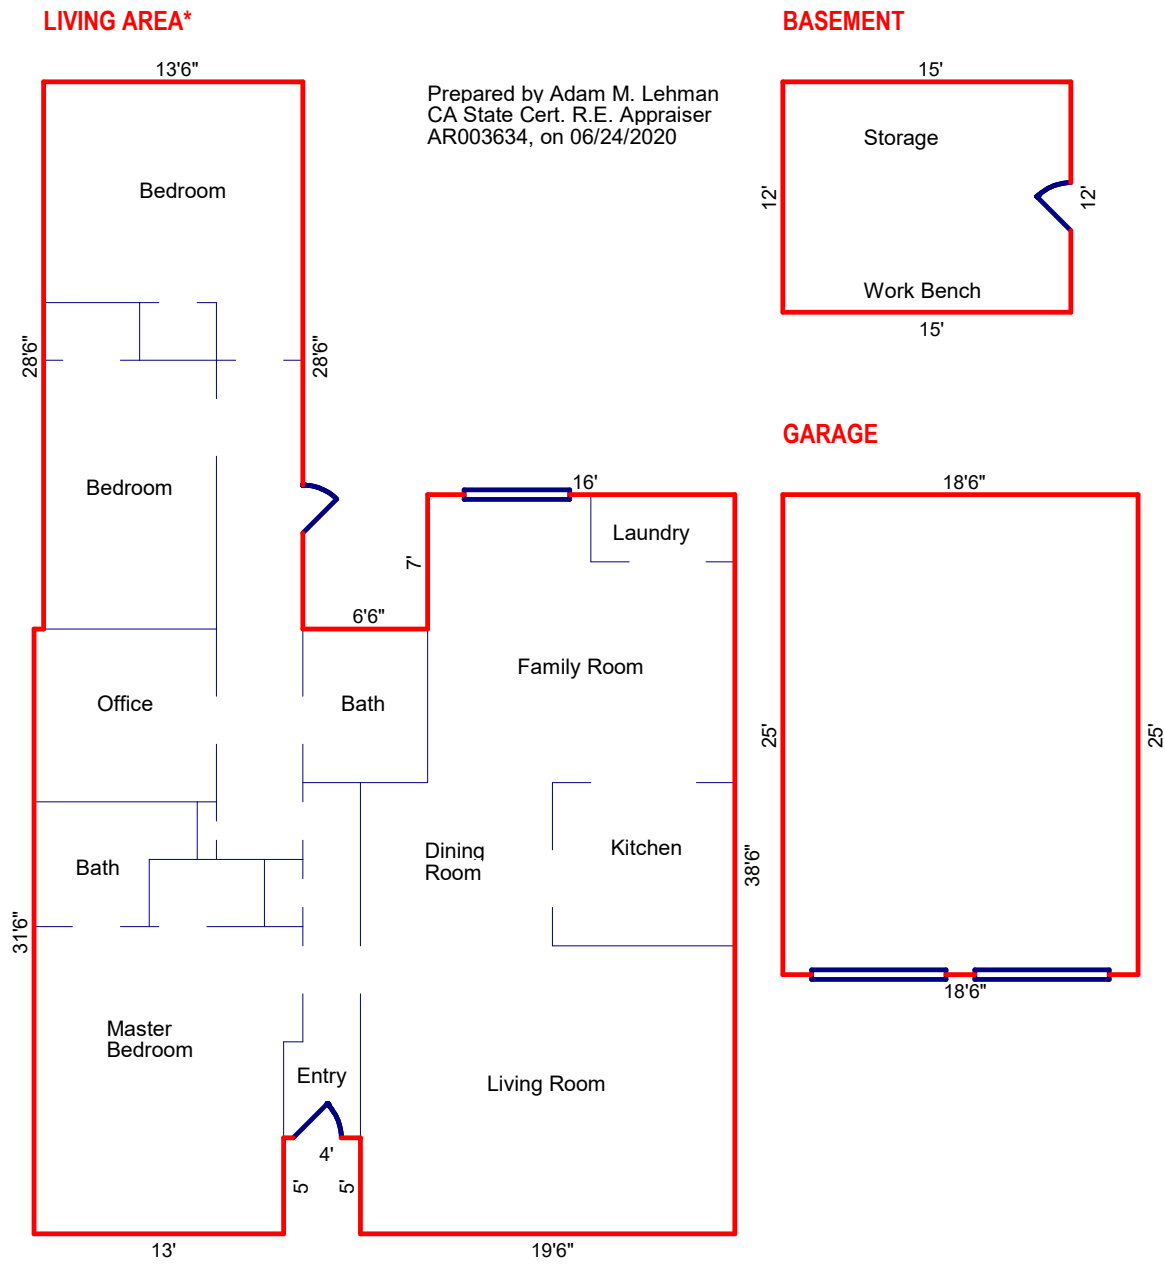 LIVING AREA*
BASEMENT
13'6"
15'
Prepared by Adam M. Lehman
CA State Cert. R.E. Appraiser
AR003634, on 06/24/2020
Storage
Bedroom
12'
12'
Work Bench
15'
28'6"
28'6"
GARAGE
16'
18'6"
Bedroom
Laundry
7'
6'6"
Family Room
Office
Bath
25'
25'
Dining
Room
Kitchen
38'6"
Bath
31'6"
18'6"
Master
Bedroom
Entry
Living Room
4'
5'
5'
13'
19'6"